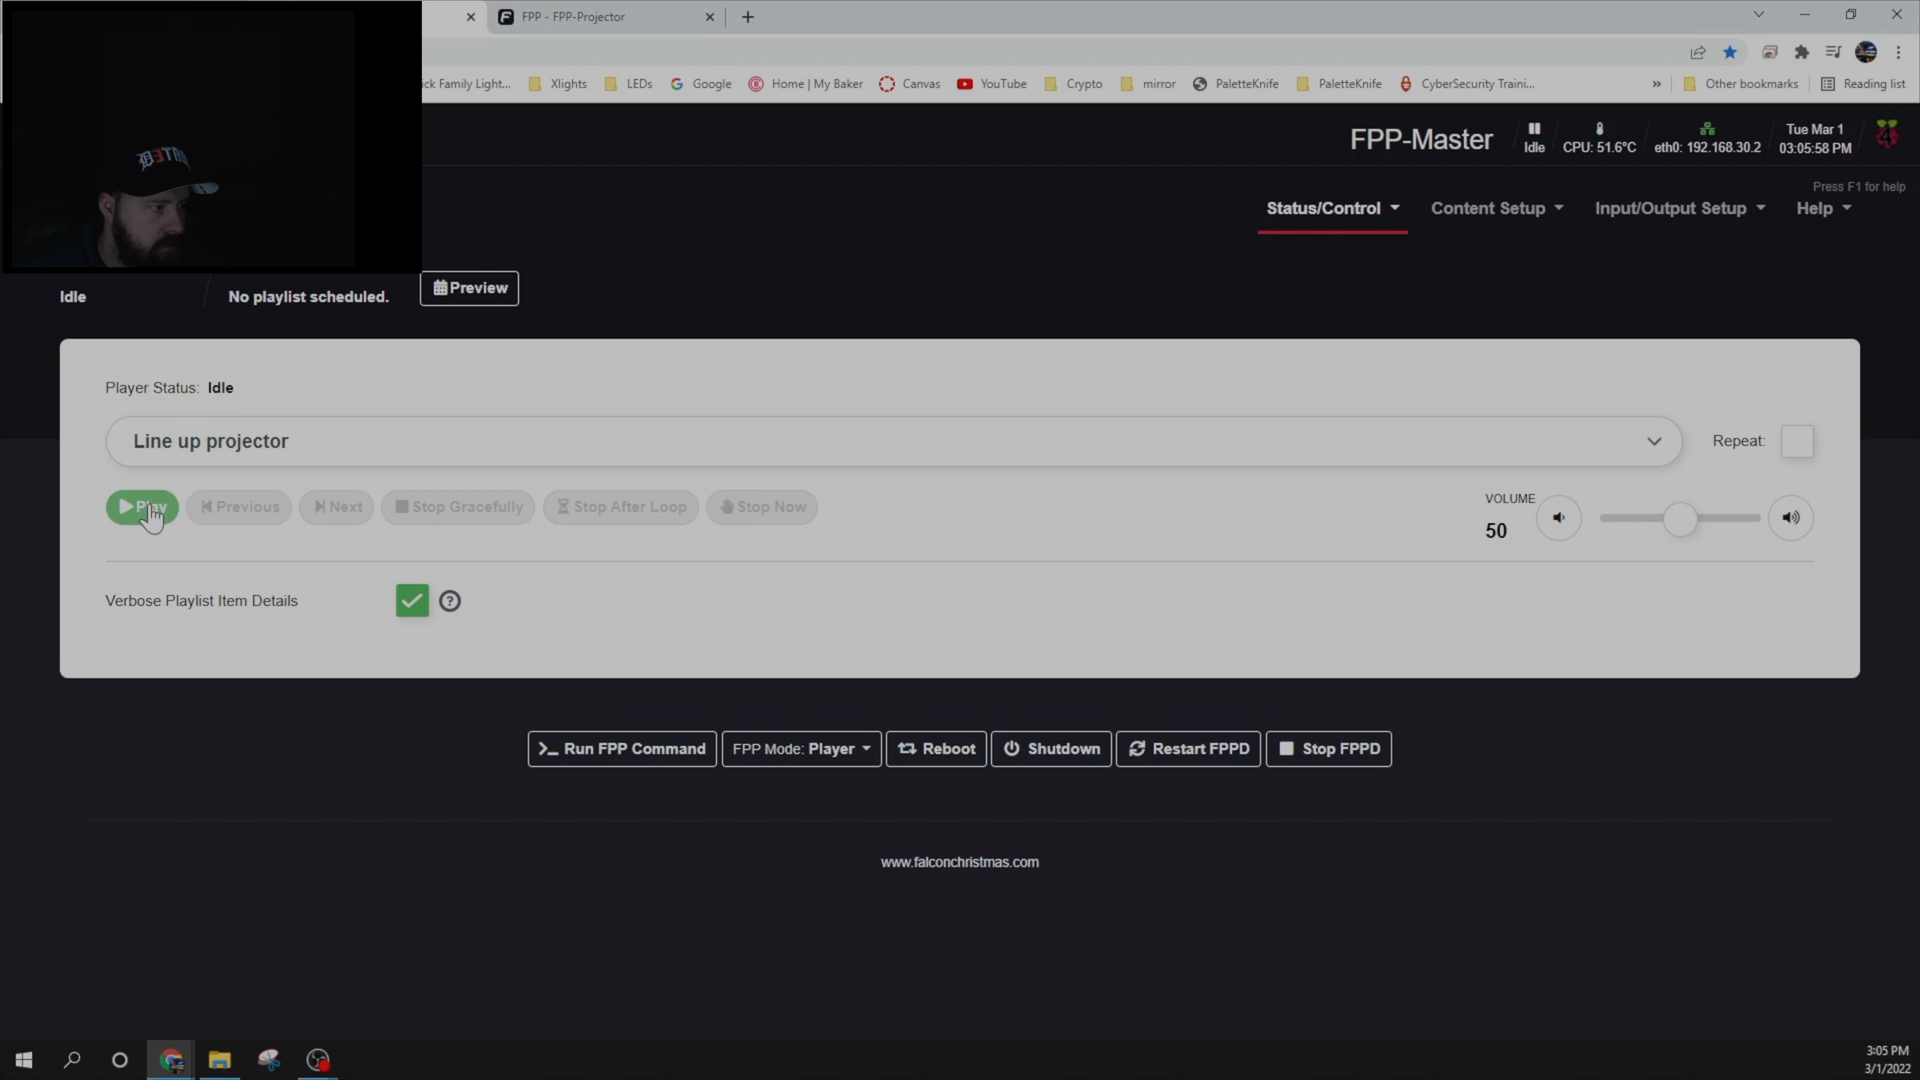 FPP - FPP-Projector
ick Family Light... Xlights LEDs Google Home | My Baker Canvas YouTube Crypto mirror PaletteKnife PaletteKnife CyberSecurity Traini... » Other bookmarks Reading list
FPP-Master
Idle
CPU: 51.6°C
eth0: 192.168.30.2
Tue Mar 1
03:05:58 PM
Press F1 for help
Status/Control Content Setup Input/Output Setup Help
Idle
No playlist scheduled.
Preview
Player Status: Idle
Line up projector
Repeat:
Play Previous Next Stop Gracefully Stop After Loop Stop Now
VOLUME
50
Verbose Playlist Item Details
Run FPP Command FPP Mode: Player Reboot Shutdown Restart FPPD Stop FPPD
www.falconchristmas.com
3:05 PM
3/1/2022